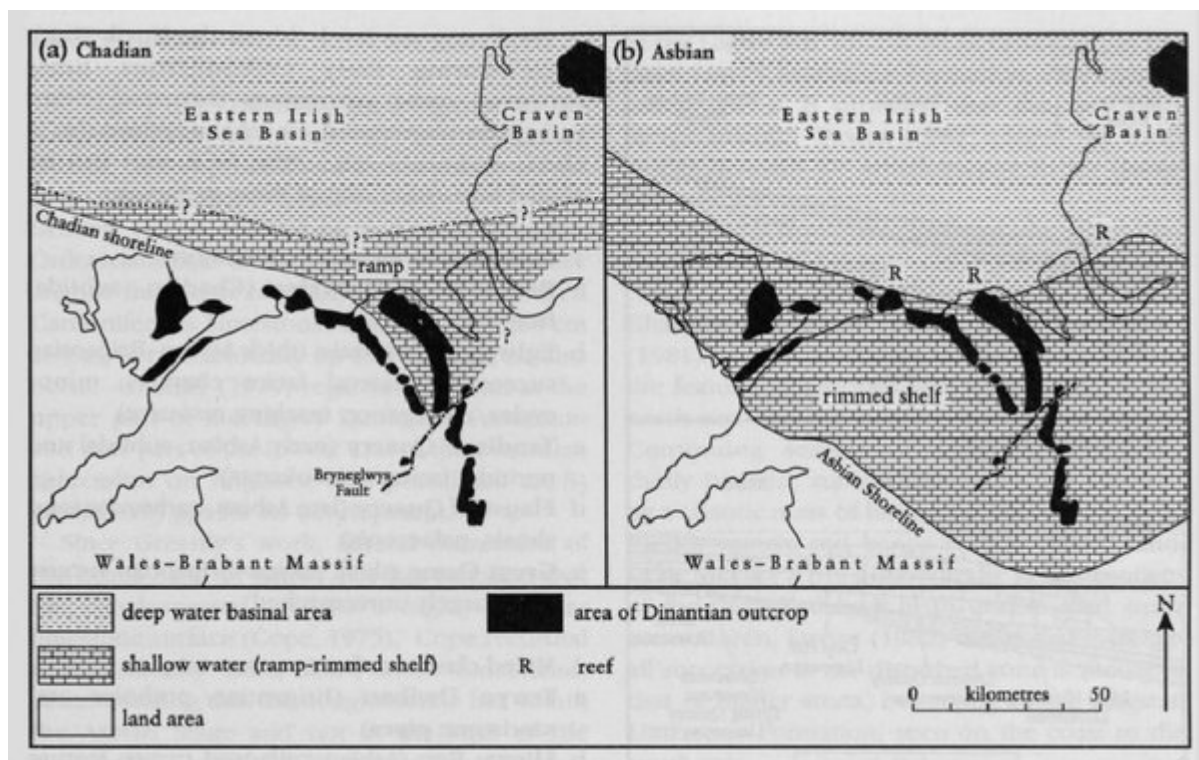 (a) Chadian
Eastern Irish
Sea Basin
Craven
Basin
?
?
?
Chadian shoreline
ramp
?
Bryneglwys
Fault
Wales–Brabant Massif
(b) Asbian
Eastern Irish
Sea Basin
Craven
Basin
R
R
R
rimmed shelf
Asbian Shoreline
Wales–Brabant Massif
deep water basinal area
shallow water (ramp-rimmed shelf)
land area
area of Dinantian outcrop
R reef
N
0 kilometres 50